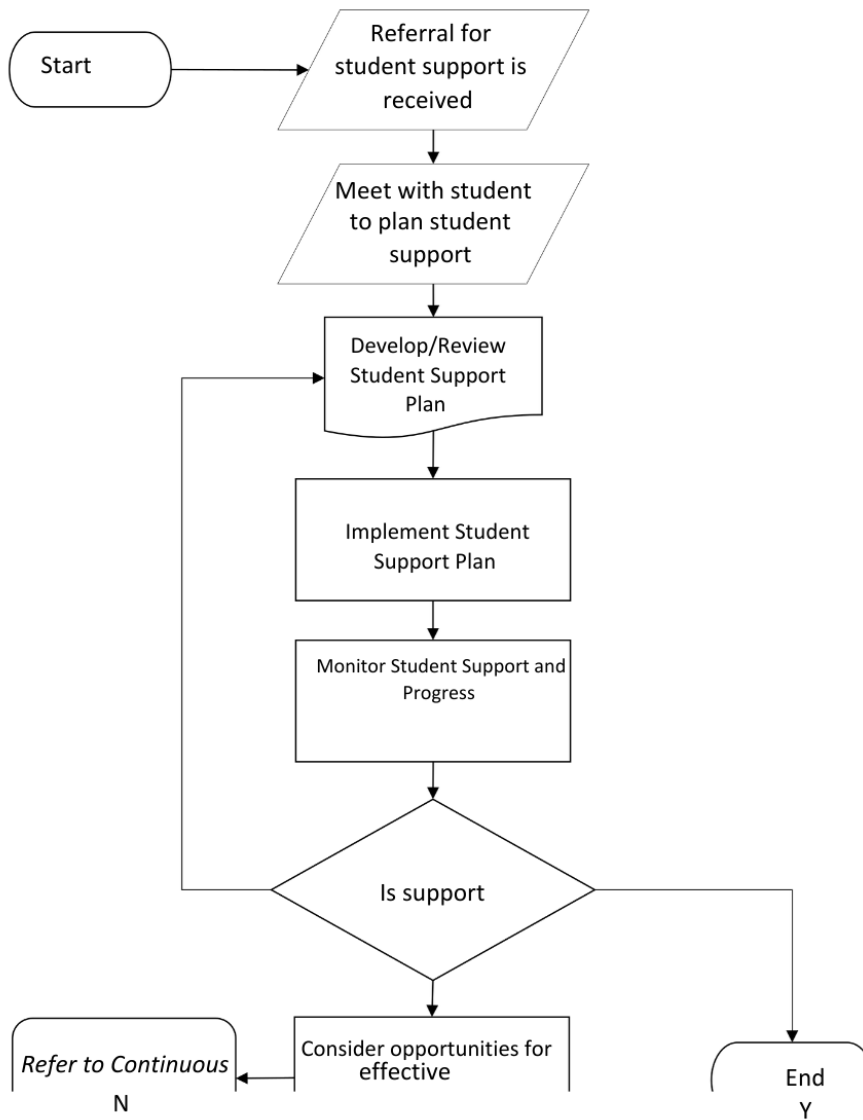 Start
Referral for
student support is
received
Meet with student
to plan student
support
Develop/Review
Student Support
Plan
Implement Student
Support Plan
Monitor Student Support and
Progress
Is support
Consider opportunities for
effective
Refer to Continuous
N
End
Y